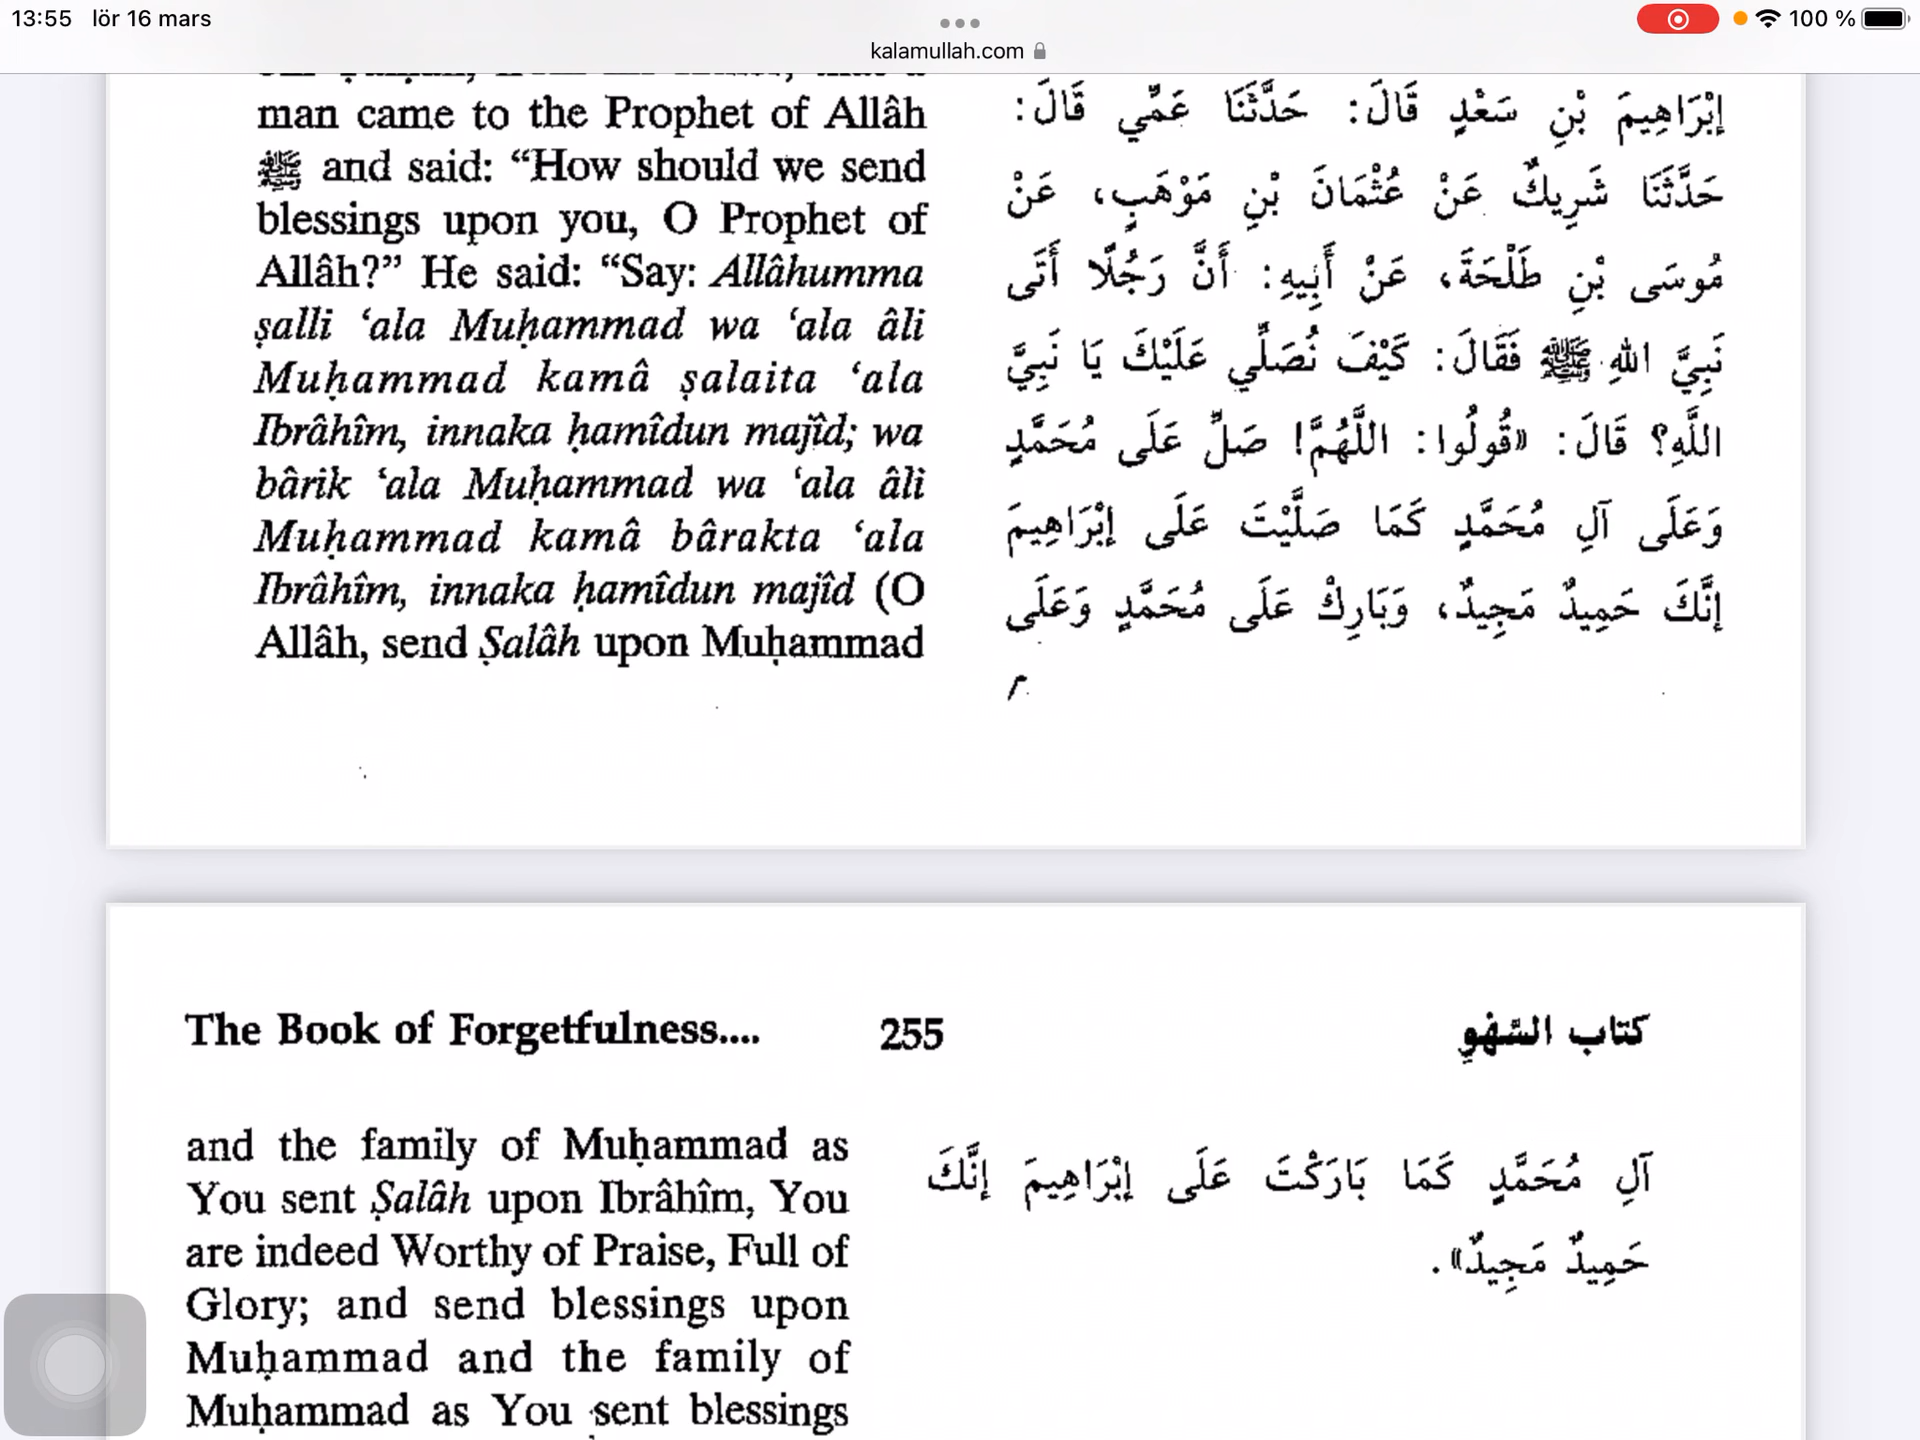 13:55 lör 16 mars
100 %
kalamullah.com
man came to the Prophet of Allâh
ﷺ and said: “How should we send
blessings upon you, O Prophet of
Allâh?” He said: “Say: Allâhumma
ṣalli ‘ala Muḥammad wa ‘ala âli
Muḥammad kamâ ṣalaita ‘ala
Ibrâhîm, innaka ḥamîdun majîd; wa
bârik ‘ala Muḥammad wa ‘ala âli
Muḥammad kamâ bârakta ‘ala
Ibrâhîm, innaka ḥamîdun majîd (O
Allâh, send Ṣalâh upon Muḥammad
إِبْرَاهِيمَ بْنِ سَعْدٍ قَالَ: حَدَّثَنَا عَمِّي قَالَ:
حَدَّثَنَا شَرِيكٌ عَنْ عُثْمَانَ بْنِ مَوْهَبٍ، عَنْ
مُوسَى بْنِ طَلْحَةَ، عَنْ أَبِيهِ: أَنَّ رَجُلًا أَتَى
نَبِيَّ اللهِ ﷺ فَقَالَ: كَيْفَ نُصَلِّي عَلَيْكَ يَا نَبِيَّ
اللَّهِ؟ قَالَ: «قُولُوا: اللَّهُمَّ! صَلِّ عَلَى مُحَمَّدٍ
وَعَلَى آلِ مُحَمَّدٍ كَمَا صَلَّيْتَ عَلَى إِبْرَاهِيمَ
إِنَّكَ حَمِيدٌ مَجِيدٌ، وَبَارِكْ عَلَى مُحَمَّدٍ وَعَلَى
The Book of Forgetfulness.... 255 كتاب السَّهْوِ
and the family of Muḥammad as
You sent Ṣalâh upon Ibrâhîm, You
are indeed Worthy of Praise, Full of
Glory; and send blessings upon
Muḥammad and the family of
Muḥammad as You sent blessings
آلِ مُحَمَّدٍ كَمَا بَارَكْتَ عَلَى إِبْرَاهِيمَ إِنَّكَ
حَمِيدٌ مَجِيدٌ».